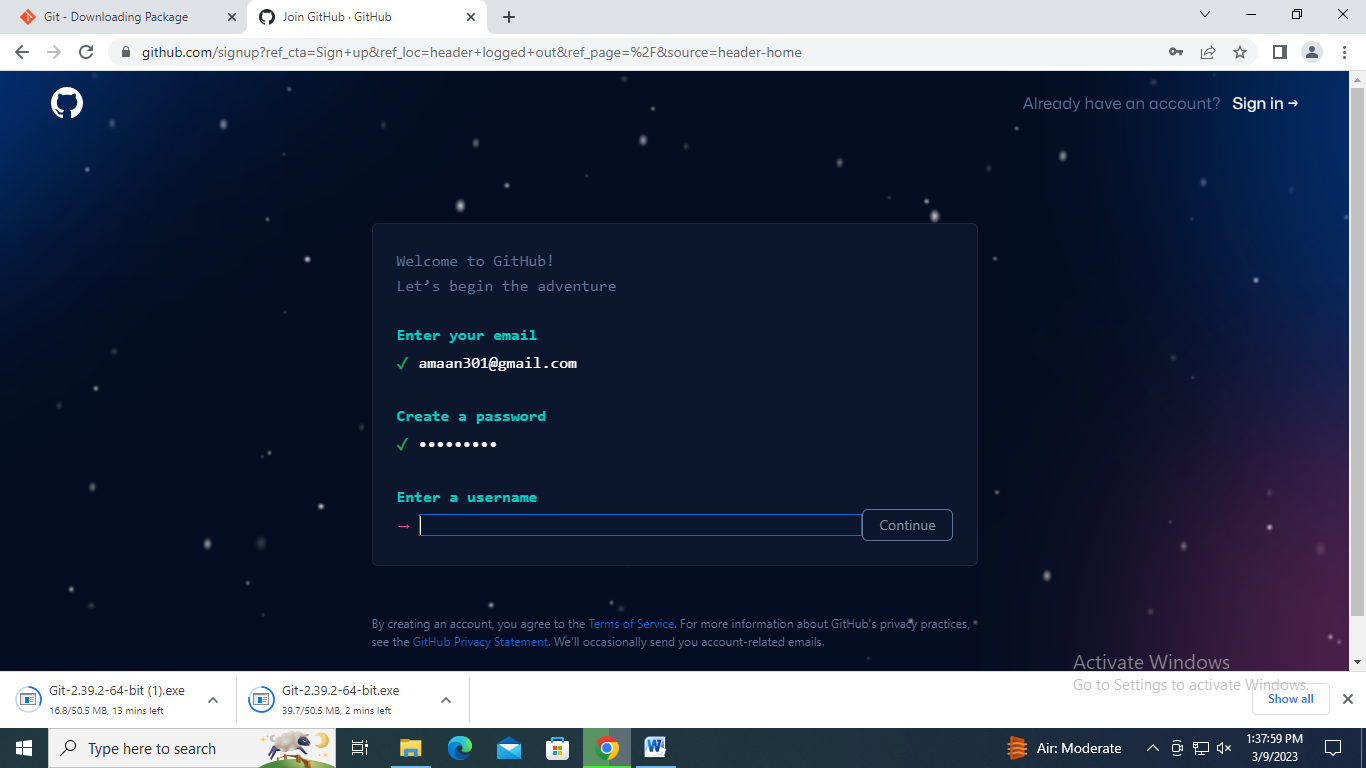 Git - Downloading Package
Join GitHub · GitHub
github.com/signup?ref_cta=Sign+up&ref_loc=header+logged+out&ref_page=%2F&source=header-home
Already have an account? Sign in →
Welcome to GitHub!
Let’s begin the adventure
Enter your email
✓ amaan301@gmail.com
Create a password
✓ •••••••••
Enter a username
→ Continue
By creating an account, you agree to the Terms of Service. For more information about GitHub's privacy practices,
see the GitHub Privacy Statement. We'll occasionally send you account-related emails.
Activate Windows
Go to Settings to activate Windows.
Git-2.39.2-64-bit (1).exe
16.8/50.5 MB, 13 mins left
Git-2.39.2-64-bit.exe
39.7/50.5 MB, 2 mins left
Show all
Type here to search
Air: Moderate
1:37:59 PM
3/9/2023